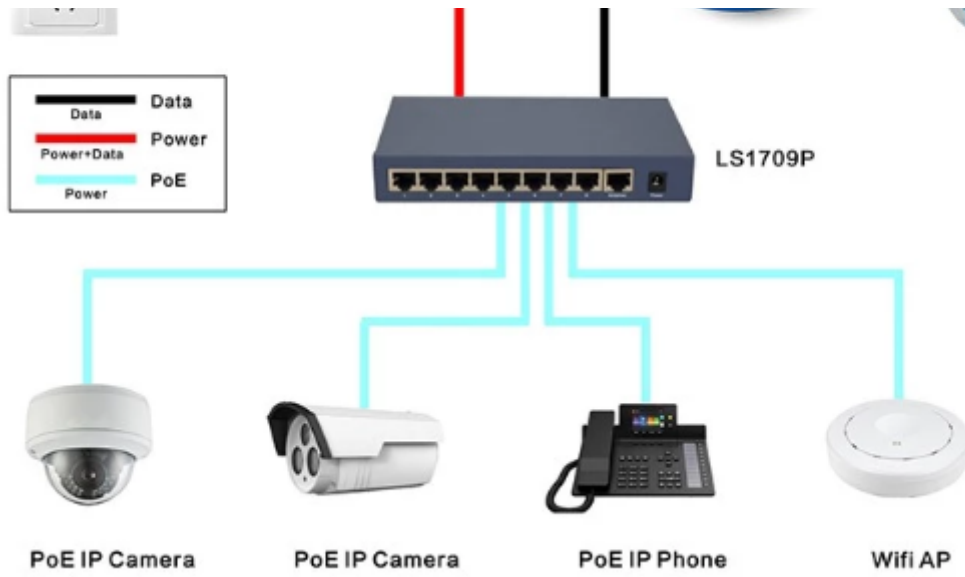 Data
Data
Power
Power+Data
PoE
Power
LS1709P
PoE IP Camera
PoE IP Camera
PoE IP Phone
Wifi AP